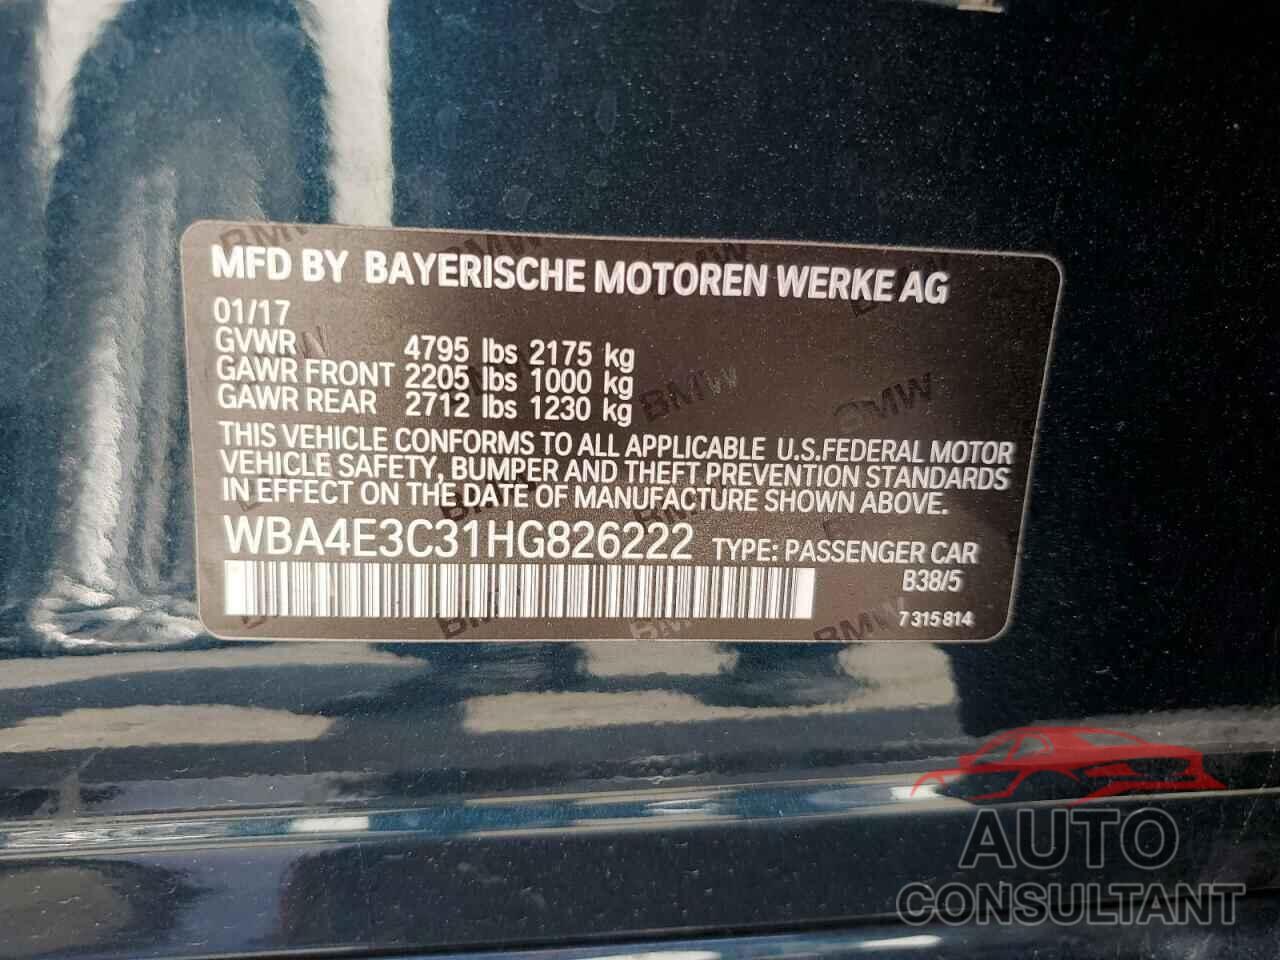 MFD BY BAYERISCHE MOTOREN WERKE AG
01/17
GVWR 4795 lbs 2175 kg
GAWR FRONT 2205 lbs 1000 kg
GAWR REAR 2712 lbs 1230 kg
THIS VEHICLE CONFORMS TO ALL APPLICABLE U.S.FEDERAL MOTOR
VEHICLE SAFETY, BUMPER AND THEFT PREVENTION STANDARDS
IN EFFECT ON THE DATE OF MANUFACTURE SHOWN ABOVE.
WBA4E3C31HG826222 TYPE: PASSENGER CAR
B38/5
7 315 814
AUTO
CONSULTANT